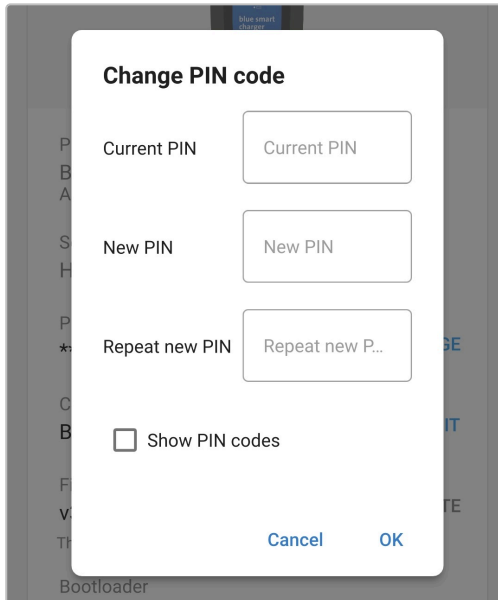 blue smart
charger
Change PIN code
Current PIN
Current PIN
New PIN
New PIN
Repeat new PIN
Repeat new P...
Show PIN codes
Cancel
OK
Bootloader